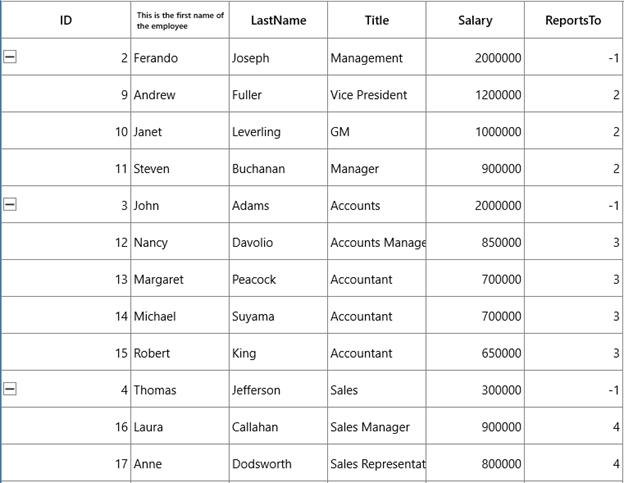 ID This is the first name of the employee LastName Title Salary ReportsTo
2 Ferando Joseph Management 2000000 -1
9 Andrew Fuller Vice President 1200000 2
10 Janet Leverling GM 1000000 2
11 Steven Buchanan Manager 900000 2
3 John Adams Accounts 2000000 -1
12 Nancy Davolio Accounts Manage 850000 3
13 Margaret Peacock Accountant 700000 3
14 Michael Suyama Accountant 700000 3
15 Robert King Accountant 650000 3
4 Thomas Jefferson Sales 300000 -1
16 Laura Callahan Sales Manager 900000 4
17 Anne Dodsworth Sales Representat 800000 4